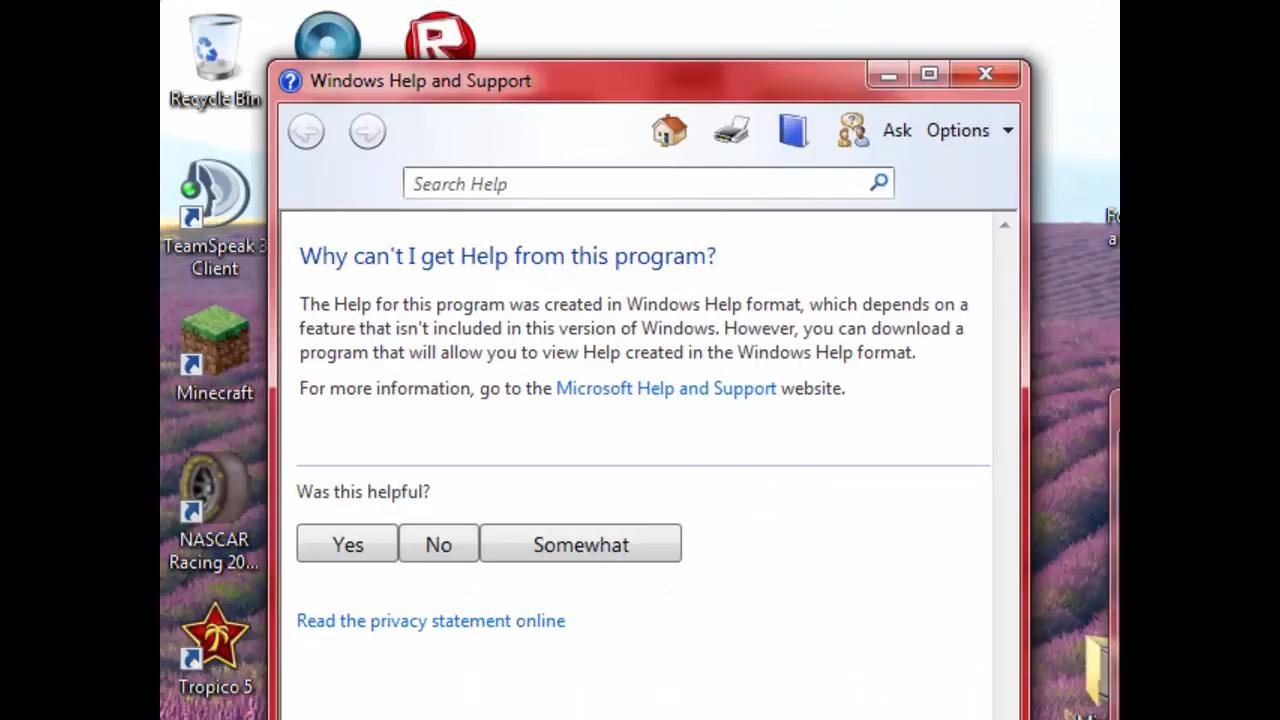 Recycle Bin
R
Windows Help and Support
Ask Options
Search Help
TeamSpeak 3
Client
Why can't I get Help from this program?
The Help for this program was created in Windows Help format, which depends on a
feature that isn't included in this version of Windows. However, you can download a
program that will allow you to view Help created in the Windows Help format.
For more information, go to the Microsoft Help and Support website.
Minecraft
Was this helpful?
Yes No Somewhat
NASCAR
Racing 20...
Read the privacy statement online
Tropico 5